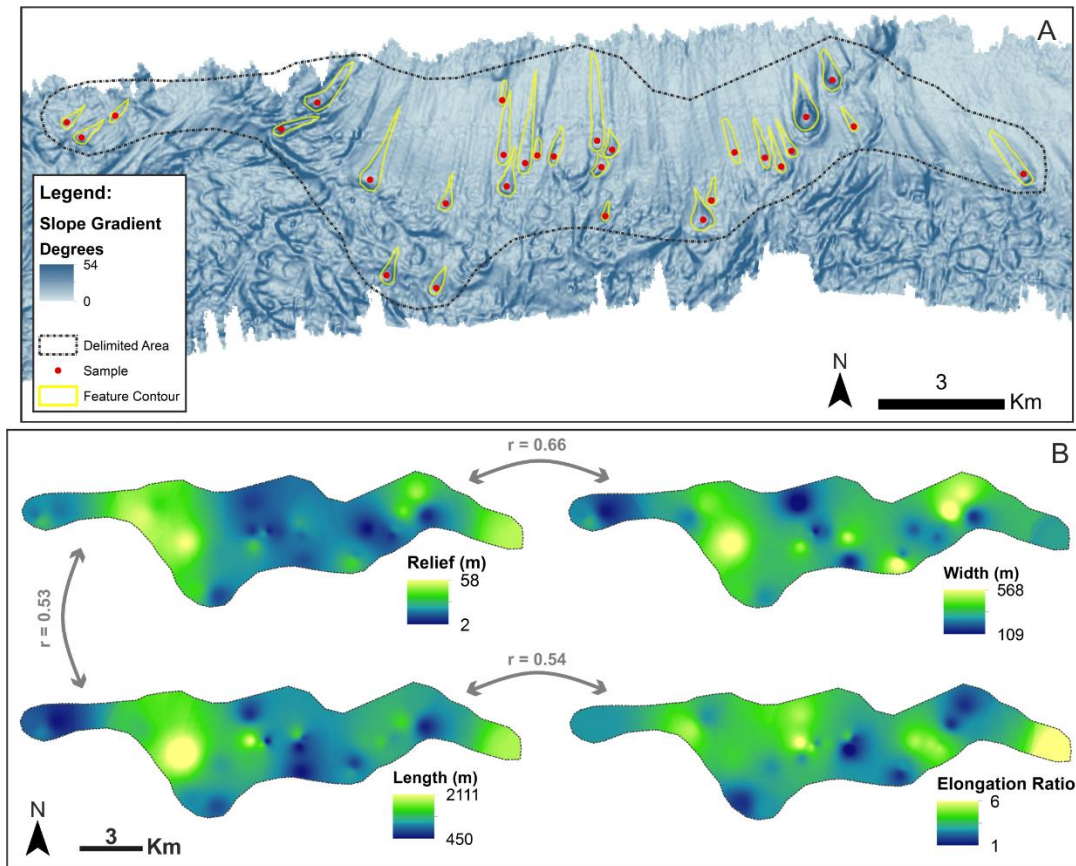 A
Legend:
Slope Gradient
Degrees
54
0
Delimited Area
Sample
Feature Contour
N
3
Km
B
r = 0.66
r = 0.53
Relief (m)
58
2
Width (m)
568
109
r = 0.54
Length (m)
2111
450
Elongation Ratio
6
1
N
3
Km